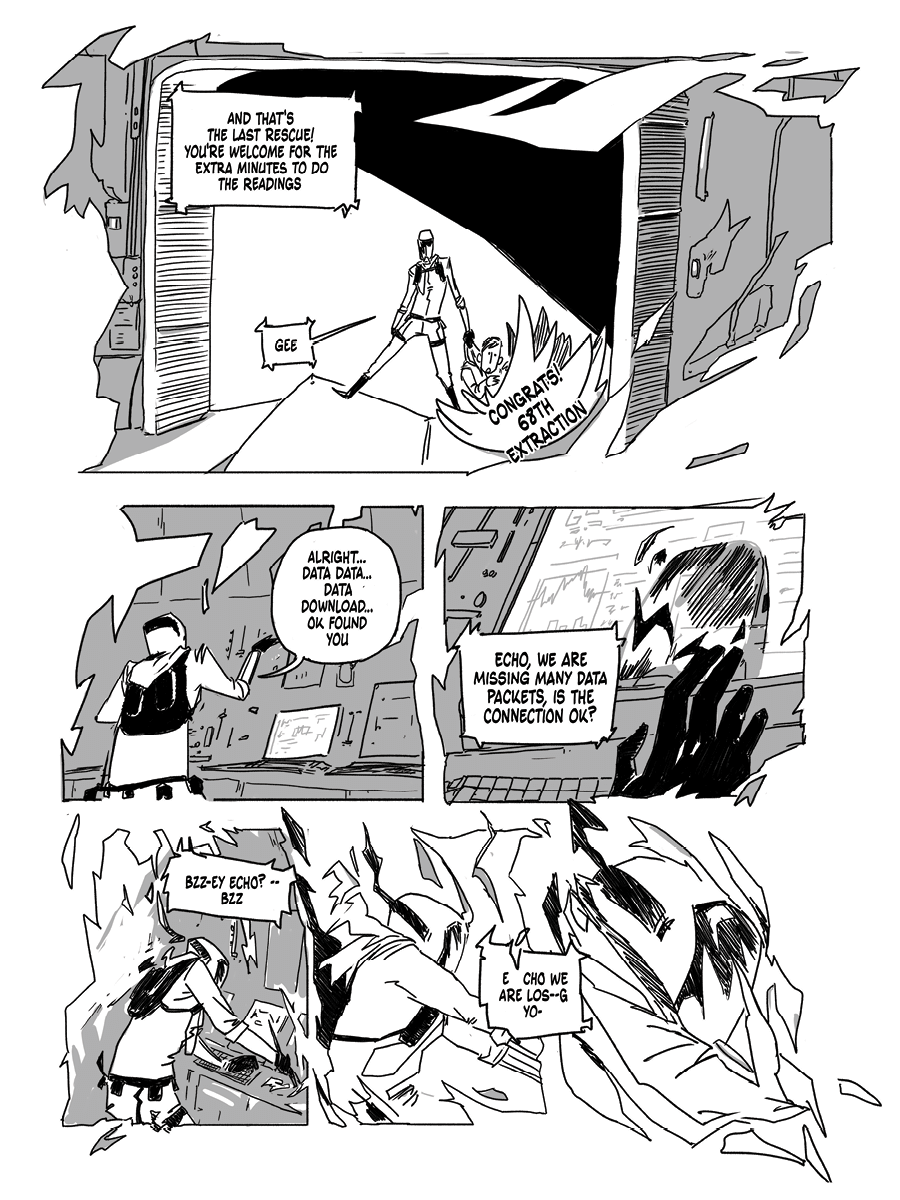 AND THAT'S
THE LAST RESCUE!
YOU'RE WELCOME FOR THE
EXTRA MINUTES TO DO
THE READINGS
GEE
CONGRATS!
68TH
EXTRACTION
ALRIGHT...
DATA DATA...
DATA
DOWNLOAD...
OK FOUND
YOU
ECHO, WE ARE
MISSING MANY DATA
PACKETS, IS THE
CONNECTION OK?
BZZ-EY ECHO? --
BZZ
E CHO WE
ARE LOS--G
YO-